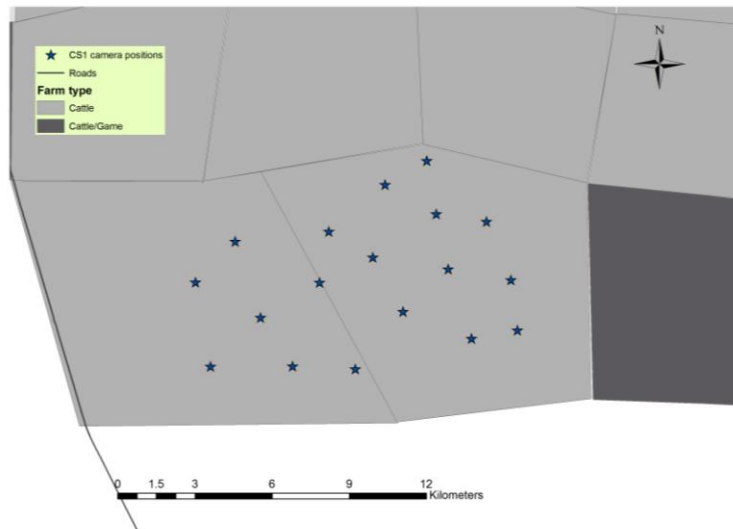 N
CS1 camera positions
Roads
Farm type
Cattle
Cattle/Game
0 1.5 3 6 9 12
Kilometers